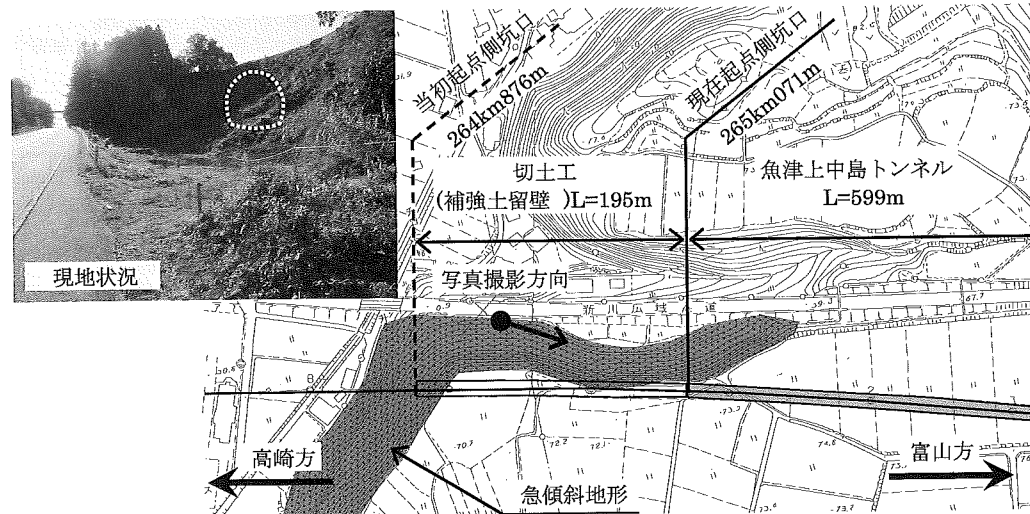 当初起点側坑口
264km876m
現在起点側坑口
265km071m
切土工
(補強土留壁 )L=195m
魚津上中島トンネル
L=599m
現地状況
写真撮影方向
高崎方
富山方
急傾斜地形